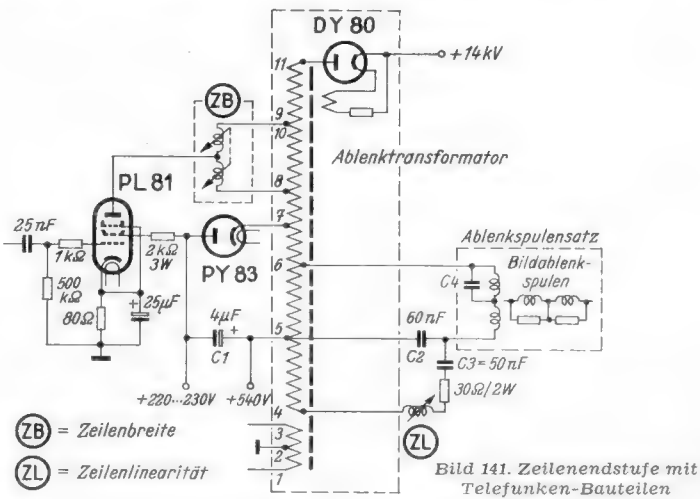 DY 80
+14kV
11
ZB
9
10
Ablenktransformator
PL 81
8
25nF
1kΩ
2kΩ
3W
7
PY 83
Ablenkspulensatz
Bildablenk-
spulen
6
C4
500
kΩ
25µF
+
80Ω
4µF
+
C1
5
60nF
C2
C3=50nF
30Ω/2W
+220...230V
+540V
4
ZL
3
2
1
ZB = Zeilenbreite
ZL = Zeilenlinearität
Bild 141. Zeilenendstufe mit
Telefunken-Bauteilen